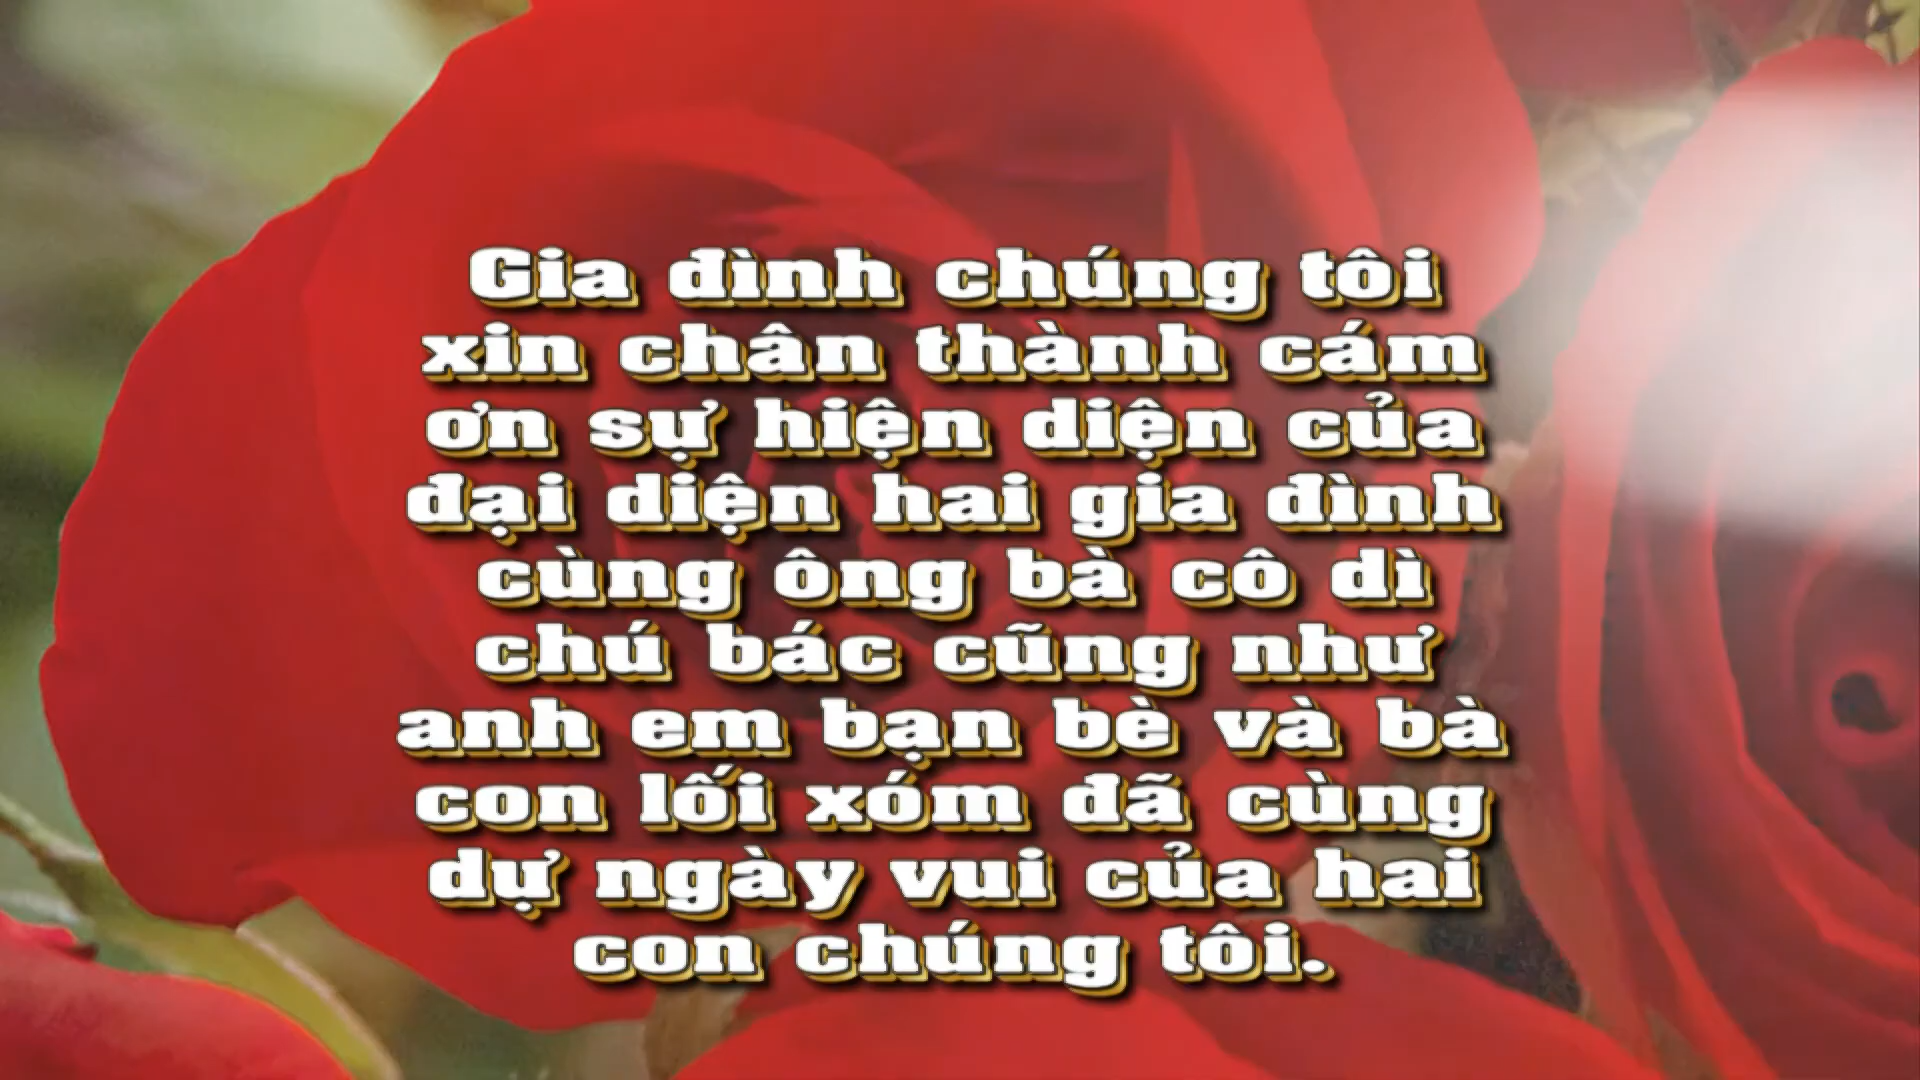 Gia đình chúng tôi
xin chân thành cám
ơn sự hiện diện của
đại diện hai gia đình
cùng ông bà cô dì
chú bác cũng như
anh em bạn bè và bà
con lối xóm đã cùng
dự ngày vui của hai
con chúng tôi.